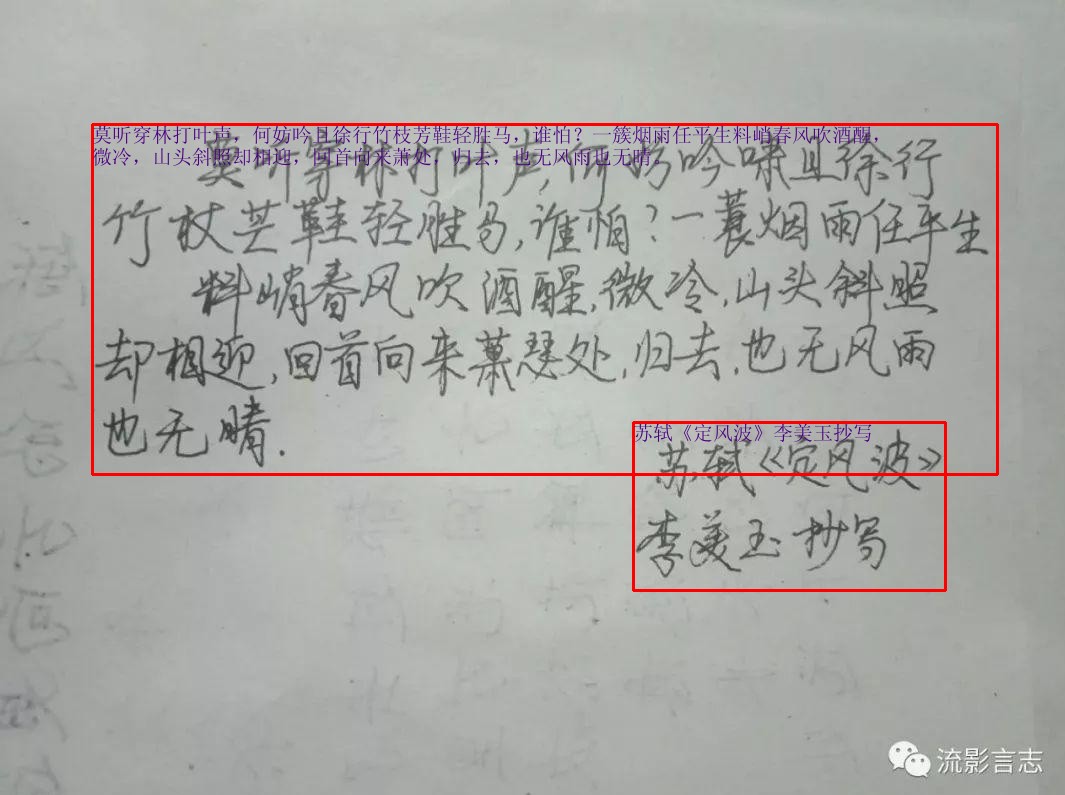 莫听穿林打叶声，何妨吟且徐行竹枝芳鞋轻胜马，谁怕？一簇烟雨任平生料峭春风吹酒醒，
微冷，山头斜照却相迎，回首向来萧处，归去，也无风雨也无晴。
莫听穿林打叶声,何妨吟啸且徐行
竹杖芒鞋轻胜马,谁怕?一蓑烟雨任平生
料峭春风吹酒醒,微冷,山头斜照
却相迎,回首向来萧瑟处,归去,也无风雨
也无晴.
苏轼《定风波》李美玉抄写
苏轼《定风波》
李美玉抄写
流影言志